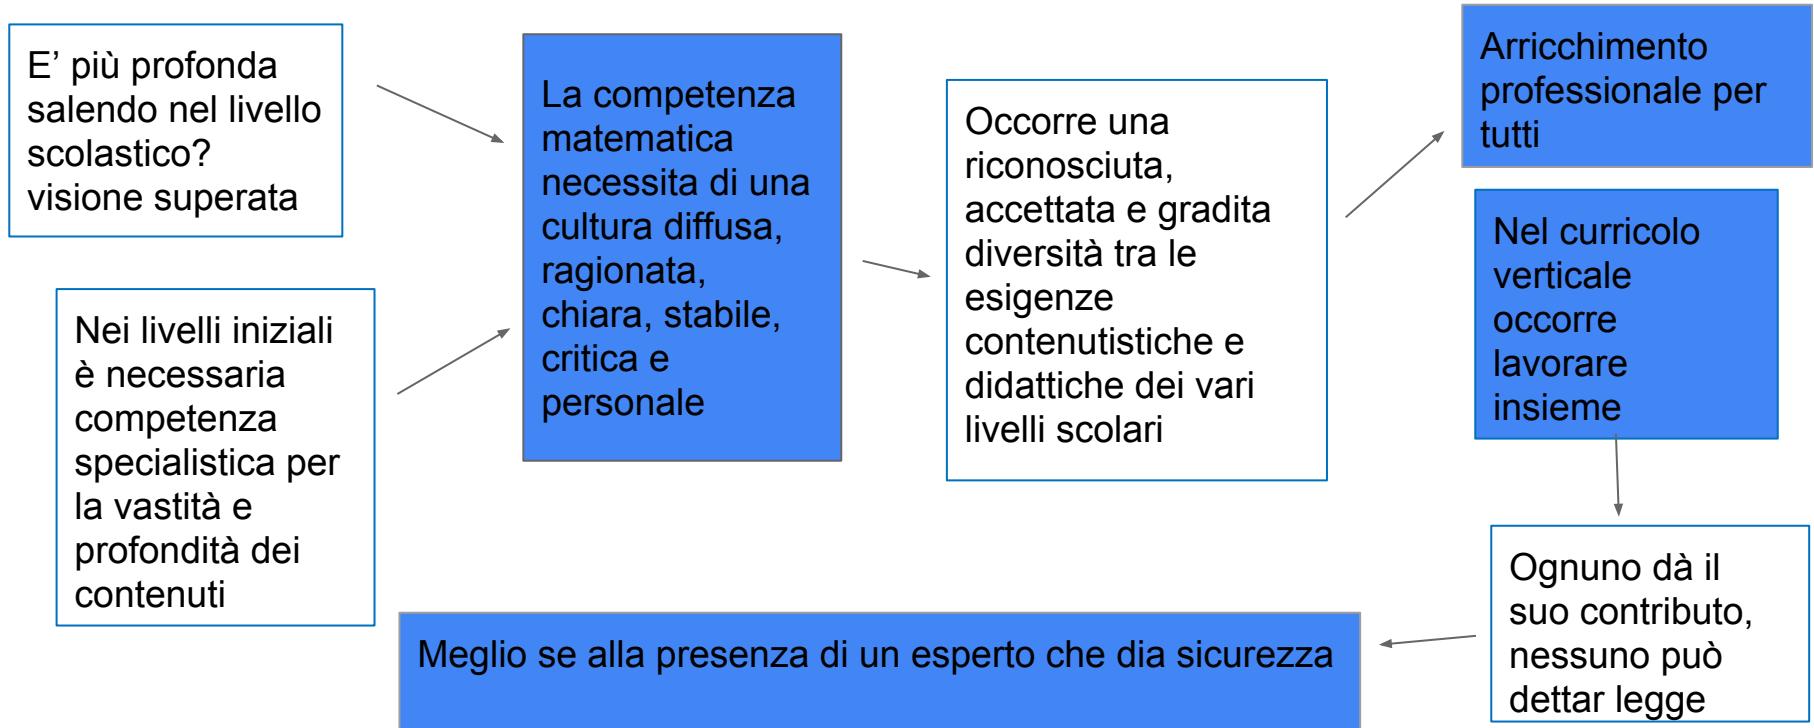 E’ più profonda
salendo nel livello
scolastico?
visione superata
Nei livelli iniziali
è necessaria
competenza
specialistica per
la vastità e
profondità dei
contenuti
La competenza
matematica
necessita di una
cultura diffusa,
ragionata,
chiara, stabile,
critica e
personale
Occorre una
riconosciuta,
accettata e gradita
diversità tra le
esigenze
contenutistiche e
didattiche dei vari
livelli scolari
Arricchimento
professionale per
tutti
Nel curricolo
verticale
occorre
lavorare
insieme
Ognuno dà il
suo contributo,
nessuno può
dettar legge
Meglio se alla presenza di un esperto che dia sicurezza